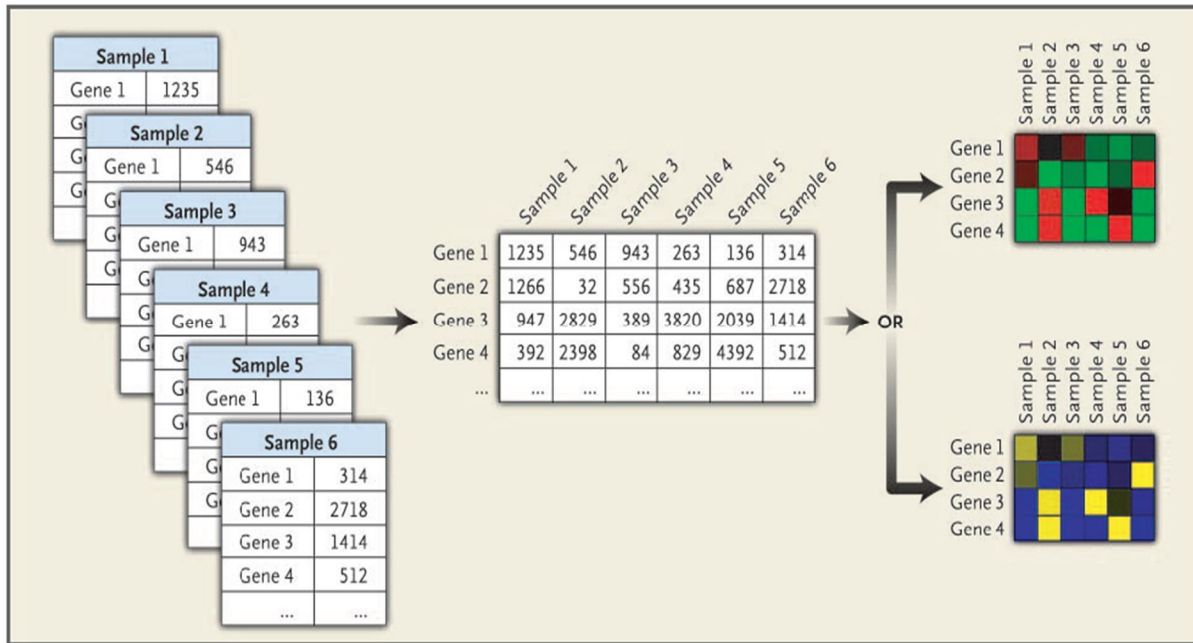 Sample 1
Gene 1 1235
Sample 2
Gene 1 546
Sample 3
Gene 1 943
Sample 4
Gene 1 263
Sample 5
Gene 1 136
Sample 6
Gene 1 314
Gene 2 2718
Gene 3 1414
Gene 4 512
... ...
Sample 1 Sample 2 Sample 3 Sample 4 Sample 5 Sample 6
Gene 1 1235 546 943 263 136 314
Gene 2 1266 32 556 435 687 2718
Gene 3 947 2829 389 3820 2039 1414
Gene 4 392 2398 84 829 4392 512
... ... ... ... ... ... ...
OR
Sample 1 Sample 2 Sample 3 Sample 4 Sample 5 Sample 6
Gene 1
Gene 2
Gene 3
Gene 4
Sample 1 Sample 2 Sample 3 Sample 4 Sample 5 Sample 6
Gene 1
Gene 2
Gene 3
Gene 4